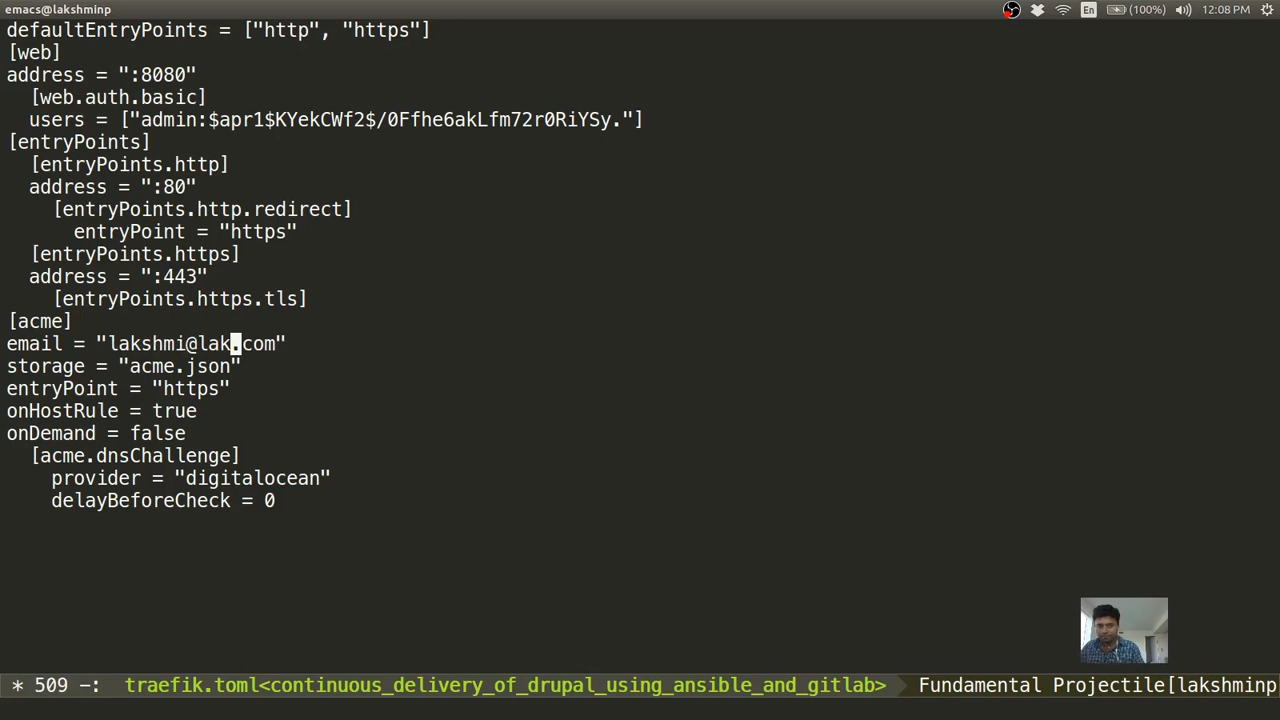 emacs@lakshminp
En (100%) 12:08 PM
defaultEntryPoints = ["http", "https"]
[web]
address = ":8080"
[web.auth.basic]
users = ["admin:$apr1$KYekCWf2$/0Ffhe6akLfm72r0RiYSy."]
[entryPoints]
[entryPoints.http]
address = ":80"
[entryPoints.http.redirect]
entryPoint = "https"
[entryPoints.https]
address = ":443"
[entryPoints.https.tls]
[acme]
email = "lakshmi@lak.com"
storage = "acme.json"
entryPoint = "https"
onHostRule = true
onDemand = false
[acme.dnsChallenge]
provider = "digitalocean"
delayBeforeCheck = 0
* 509 -: traefik.toml<continuous_delivery_of_drupal_using_ansible_and_gitlab> Fundamental Projectile[lakshminp